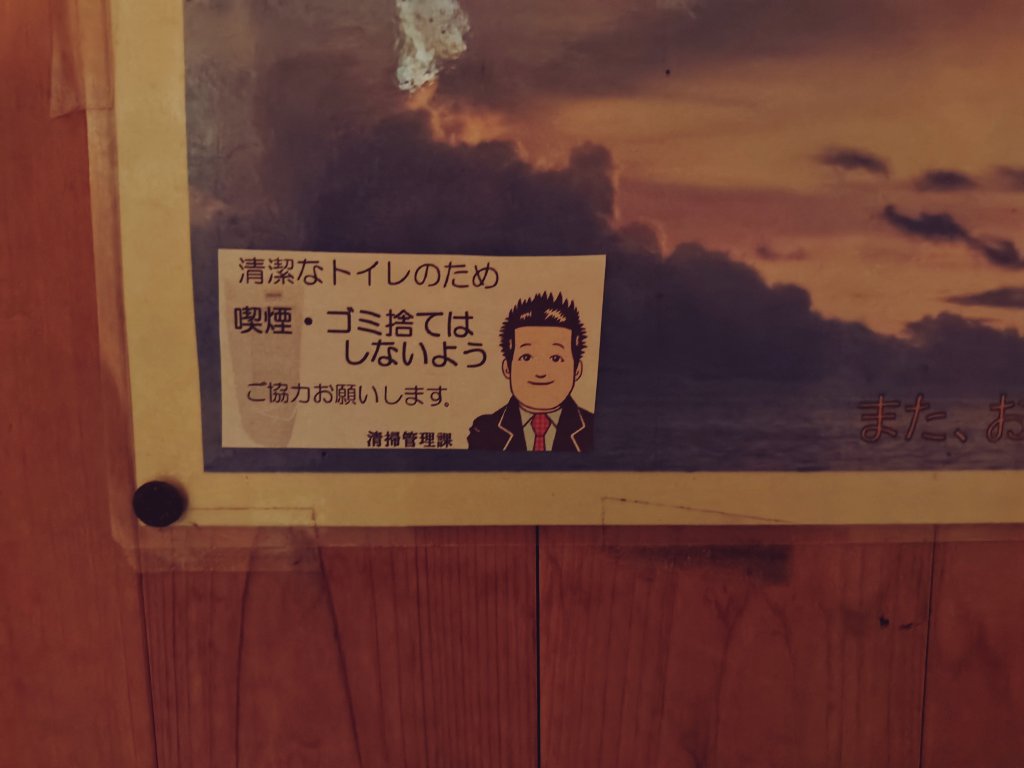 清潔なトイレのため
喫煙・ゴミ捨ては
しないよう
ご協力お願いします。
清掃管理課
また、お